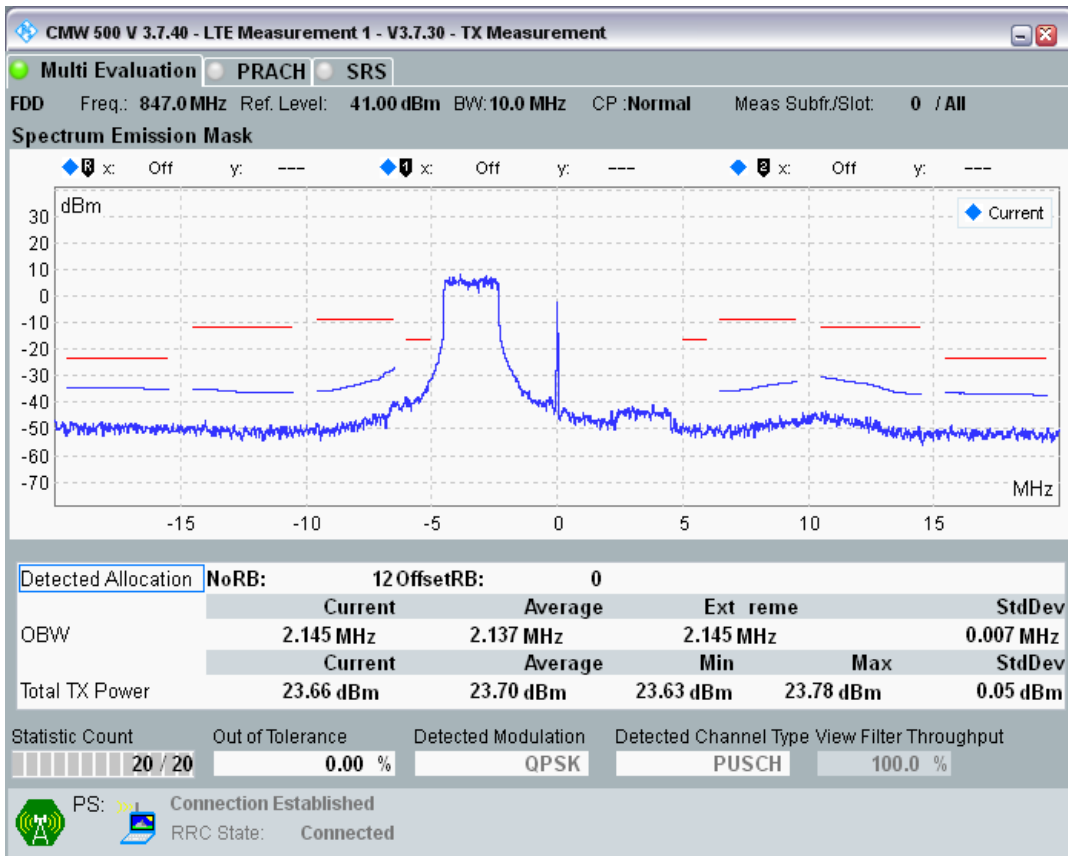 CMW 500 V 3.7.40 - LTE Measurement 1 - V3.7.30 - TX Measurement
Multi Evaluation PRACH SRS
FDD Freq.: 847.0 MHz Ref. Level: 41.00 dBm BW: 10.0 MHz CP : Normal Meas Subfr./Slot: 0 / All
Spectrum Emission Mask
R x: Off y: --- 1 x: Off y: --- 2 x: Off y: ---
dBm
Current
30
20
10
0
-10
-20
-30
-40
-50
-60
-70
MHz
-15 -10 -5 0 5 10 15
Detected Allocation NoRB: 12 OffsetRB: 0
Current Average Ext reme StdDev
OBW 2.145 MHz 2.137 MHz 2.145 MHz 0.007 MHz
Current Average Min Max StdDev
Total TX Power 23.66 dBm 23.70 dBm 23.63 dBm 23.78 dBm 0.05 dBm
Statistic Count Out of Tolerance Detected Modulation Detected Channel Type View Filter Throughput
20 / 20 0.00 % QPSK PUSCH 100.0 %
PS: Connection Established
RRC State: Connected